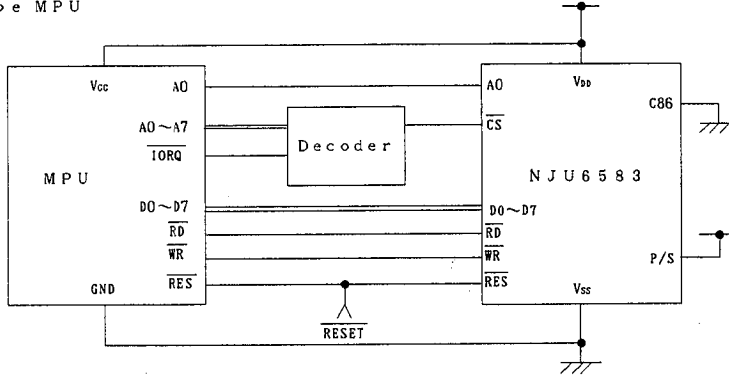 pe MPU
Vcc
A0
A0~A7
IORQ
MPU
D0~D7
RD
WR
RES
GND
Decoder
RESET
VDD
A0
C86
CS
NJU6583
D0~D7
RD
WR
P/S
RES
Vss